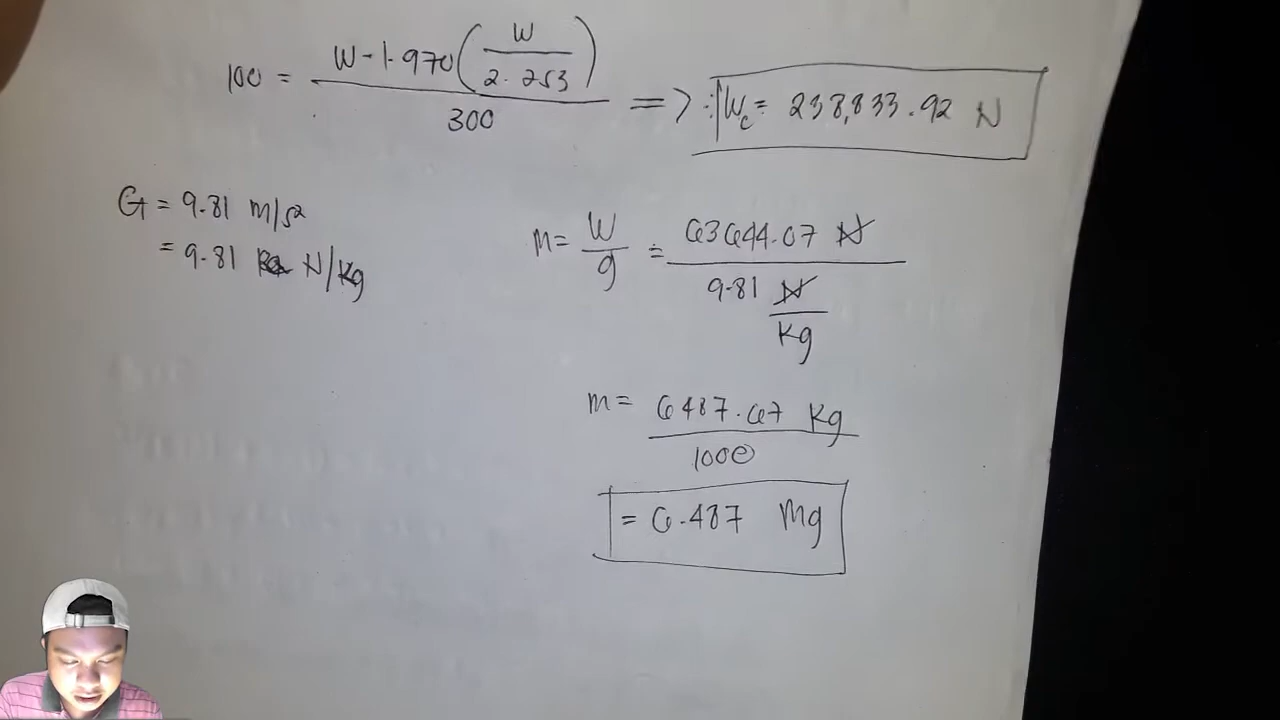 100 = W - 1.970 ( W / 2.253 ) / 300 => ∴ Wc = 238,833.92 N
G = 9.81 m/s²
= 9.81 N/kg
m = W / g = 63644.07 N / 9.81 N/kg
m = 6487.67 kg / 1000
= 6.487 Mg